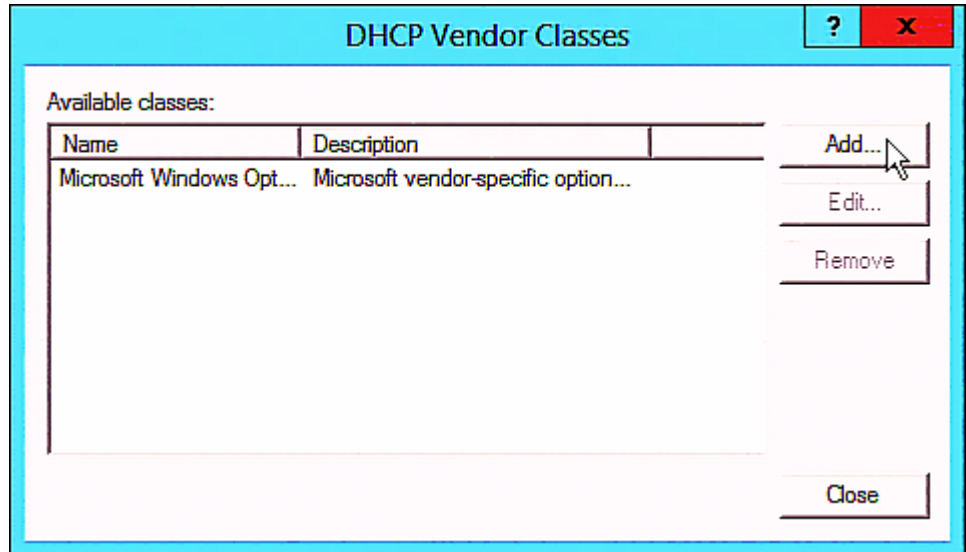 DHCP Vendor Classes ? x
Available classes:
Name Description
Microsoft Windows Opt... Microsoft vendor-specific option...
Add...
Edit...
Remove
Close